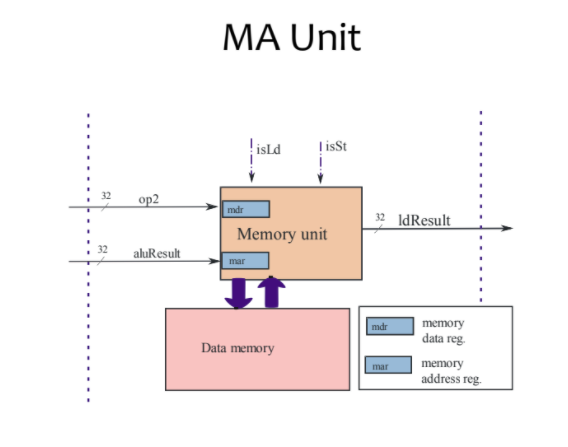 MA Unit
isLd
isSt
32
op2
mdr
Memory unit
32
ldResult
32
aluResult
mar
Data memory
mdr
memory
data reg.
mar
memory
address reg.